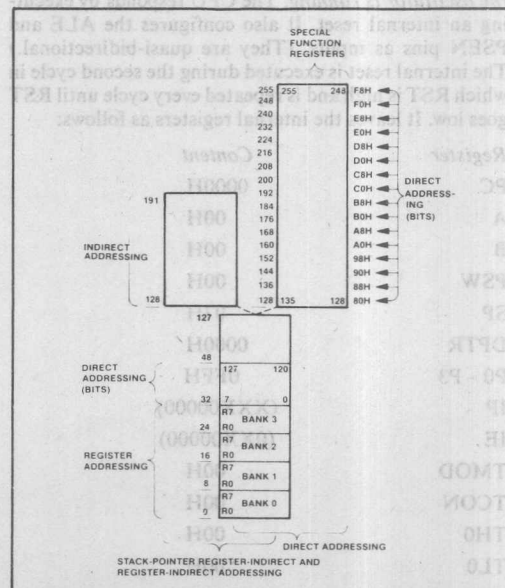 SPECIAL
FUNCTION
REGISTERS
255 255 248 F8H
248 F0H
240 E8H
232 E0H
224 D8H
216 D0H
208 C8H
200 C0H
192 B8H
184 B0H
176 A8H
168 A0H
160 98H
152 90H
144 88H
136 80H
128 135 128
DIRECT
ADDRESS-
ING
(BITS)
191
INDIRECT
ADDRESSING
128
127
48
DIRECT
ADDRESSING
(BITS)
127 120
32 7 0
R7
BANK 3
24 R0
R7
BANK 2
16 R0
REGISTER
ADDRESSING
R7
BANK 1
8 R0
R7
BANK 0
0 R0
DIRECT ADDRESSING
STACK-POINTER REGISTER-INDIRECT AND
REGISTER-INDIRECT ADDRESSING